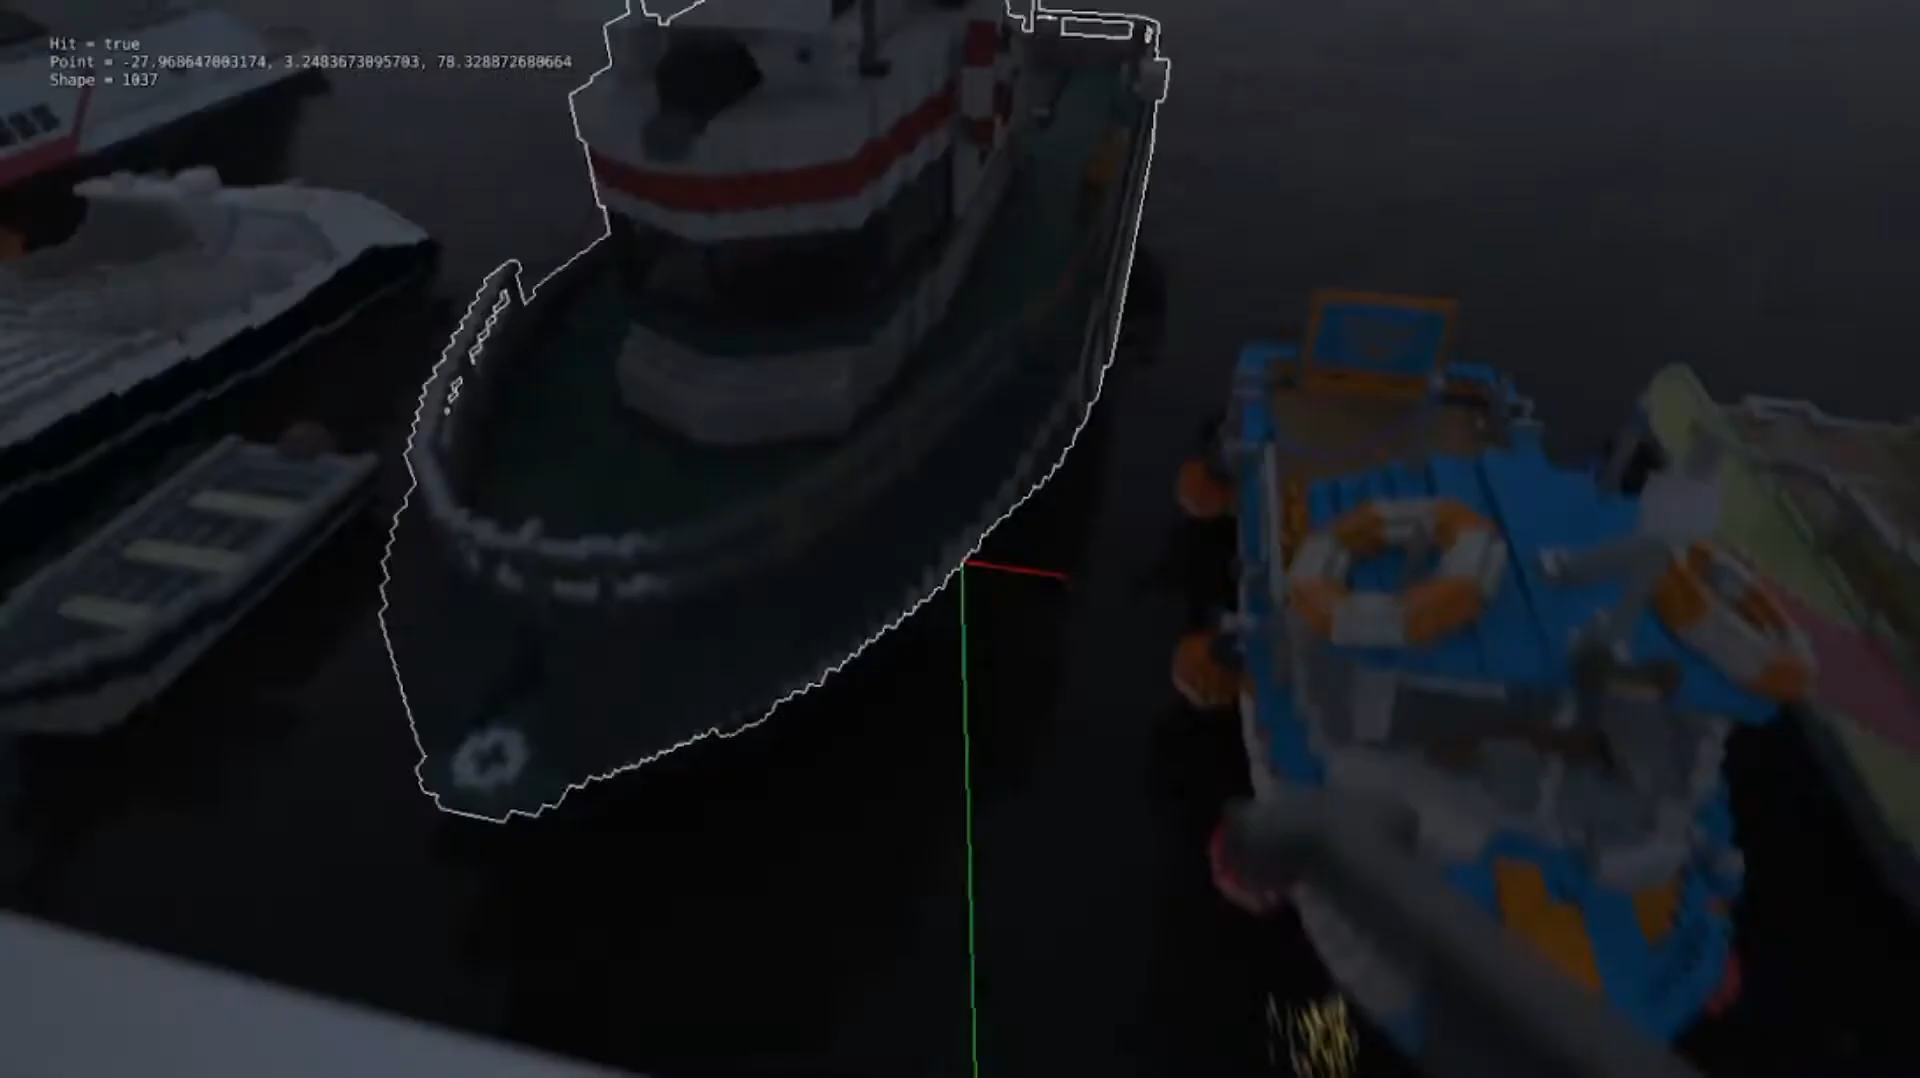 Hit = true
Point = -27.968647003174, 3.2483673095703, 78.328872680664
Shape = 1037